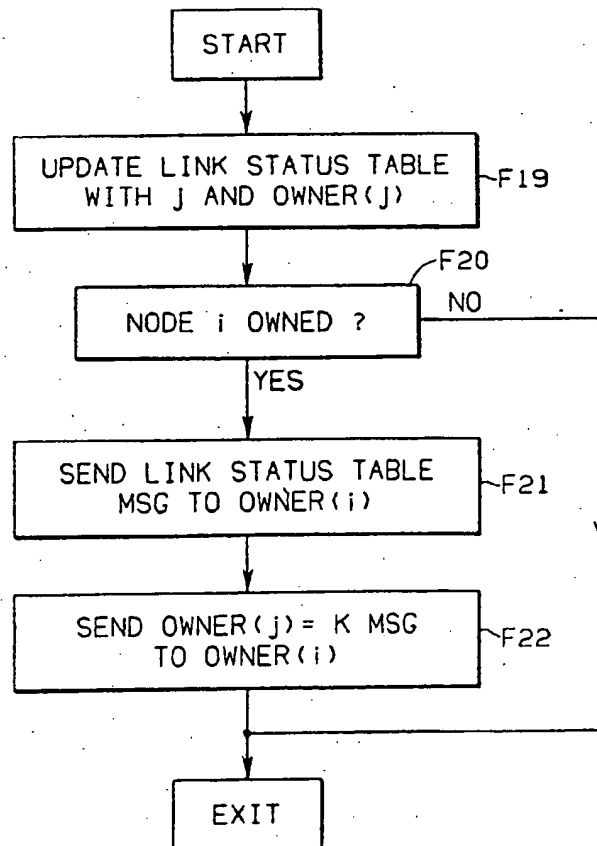 START
UPDATE LINK STATUS TABLE
WITH j AND OWNER(j)
F19
F20
NODE i OWNED ?
NO
YES
SEND LINK STATUS TABLE
MSG TO OWNER(i)
F21
SEND OWNER(j)= K MSG
TO OWNER(i)
F22
EXIT